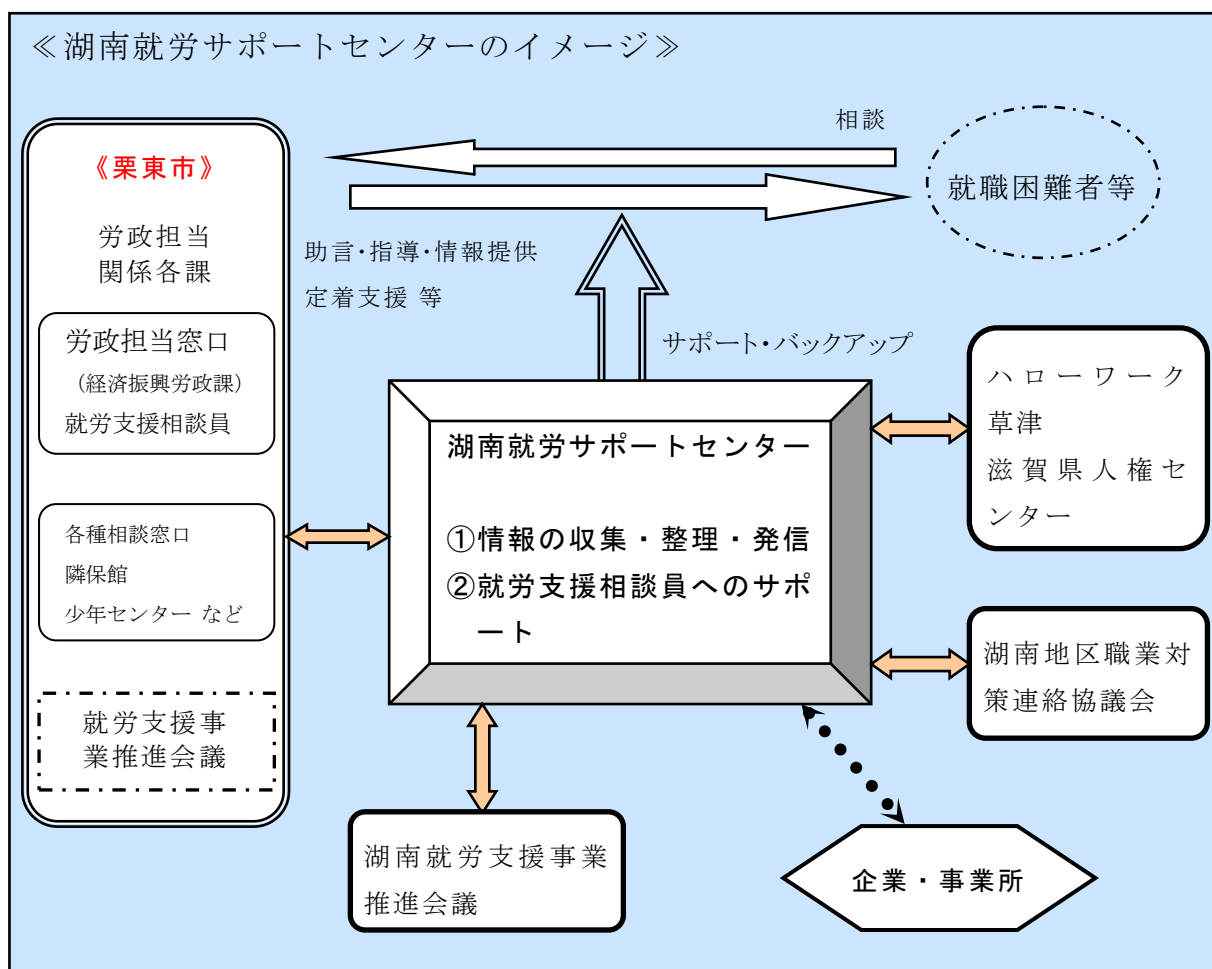 ≪湖南就労サポートセンターのイメージ≫
相談
《栗東市》
労政担当
関係各課
労政担当窓口
（経済振興労政課）
就労支援相談員
各種相談窓口
隣保館
少年センター など
就労支援事
業推進会議
助言・指導・情報提供
定着支援 等
就職困難者等
サポート・バックアップ
湖南就労サポートセンター
①情報の収集・整理・発信
②就労支援相談員へのサポ
ート
ハローワーク
草津
滋賀県人権セ
ンター
湖南地区職業対
策連絡協議会
湖南就労支援事業
推進会議
企業・事業所